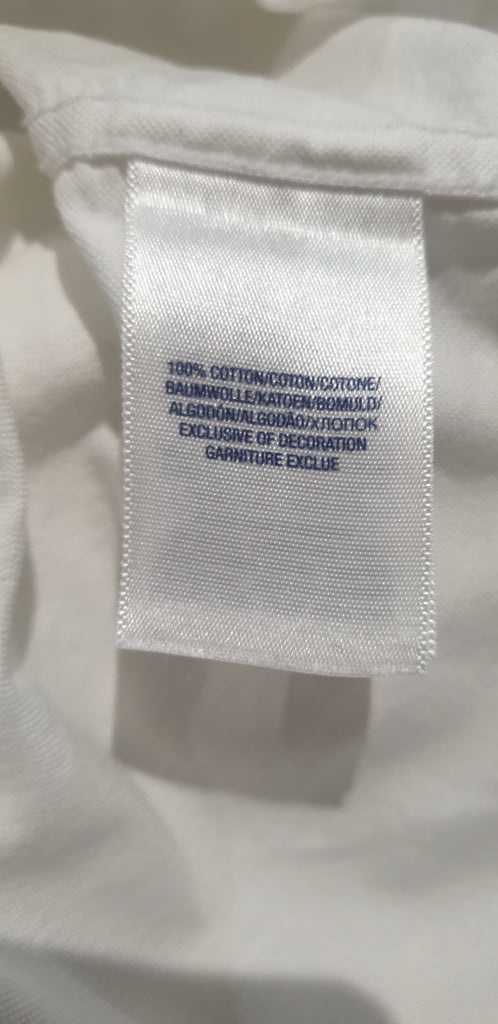 100% COTTON/COTON/COTONE/
BAUMWOLLE/KATOEN/BOMULD/
ALGODÓN/ALGODÃO/ХЛОПОК
EXCLUSIVE OF DECORATION
GARNITURE EXCLUE